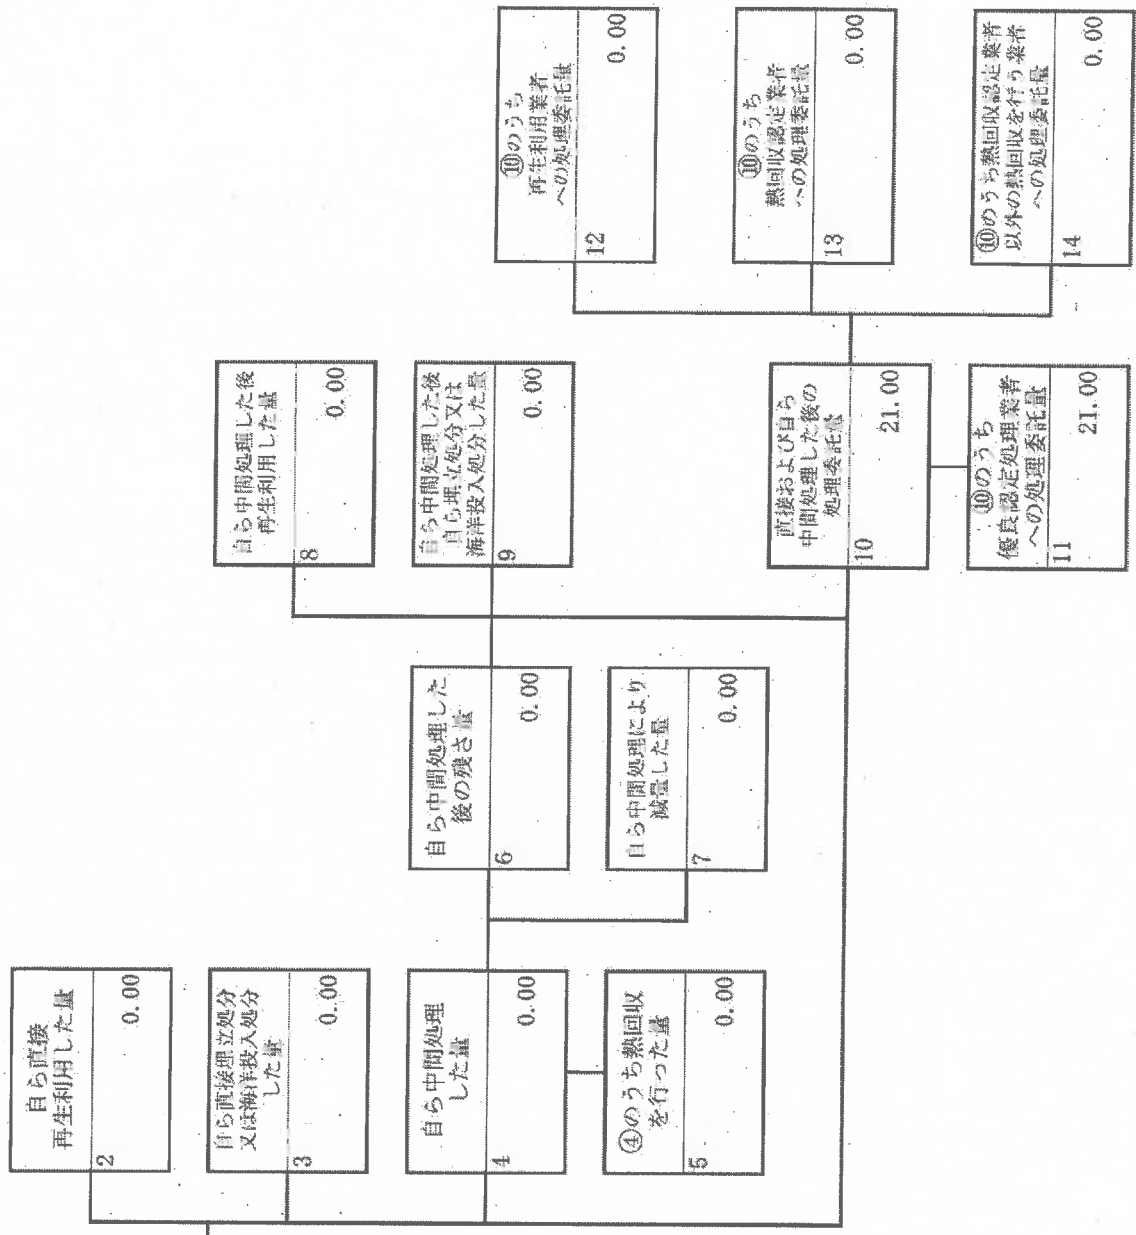 自ら直接
再生利用した量
2
0.00
自ら直接埋立処分
又は海洋投入処分
した量
3
0.00
自ら中間処理
した量
4
0.00
④のうち熱回収
を行った量
5
0.00
自ら中間処理した
後の残さ量
6
0.00
自ら中間処理により
減量した量
7
0.00
自ら中間処理した後
再生利用した量
8
0.00
自ら中間処理した後
自ら埋立処分又は
海洋投入処分した量
9
0.00
直接および自ら
中間処理した後の
処理委託量
10
21.00
⑩のうち
優良認定処理業者
への処理委託量
11
21.00
⑩のうち
再生利用業者
への処理委託量
12
0.00
⑩のうち
熱回収認定業者
への処理委託量
13
0.00
⑩のうち熱回収認定業者
以外の熱回収を行う業者
への処理委託量
14
0.00